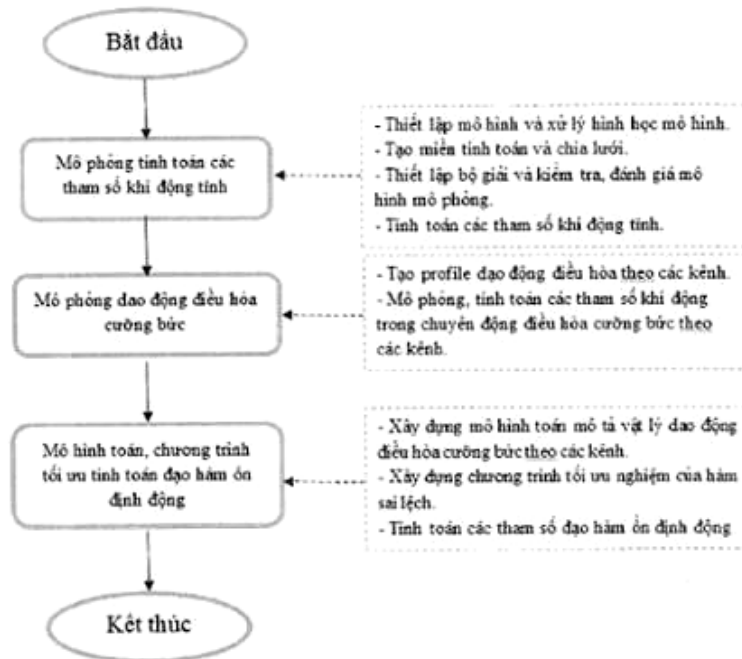 Bắt đầu
Mô phỏng tính toán các
tham số khí động tĩnh
- Thiết lập mô hình và xử lý hình học mô hình.
- Tạo miền tính toán và chia lưới.
- Thiết lập bộ giải và kiểm tra, đánh giá mô
hình mô phỏng.
- Tính toán các tham số khí động tĩnh.
Mô phỏng dao động điều hòa
cưỡng bức
- Tạo profile dao động điều hòa theo các kênh.
- Mô phỏng, tính toán các tham số khí động
trong chuyển động điều hòa cưỡng bức theo
các kênh.
Mô hình toán, chương trình
tối ưu tính toán đạo hàm ổn
định động
- Xây dựng mô hình toán mô tả vật lý dao động
điều hòa cưỡng bức theo các kênh.
- Xây dựng chương trình tối ưu nghiệm của hàm
sai lệch.
- Tính toán các tham số đạo hàm ổn định động
Kết thúc